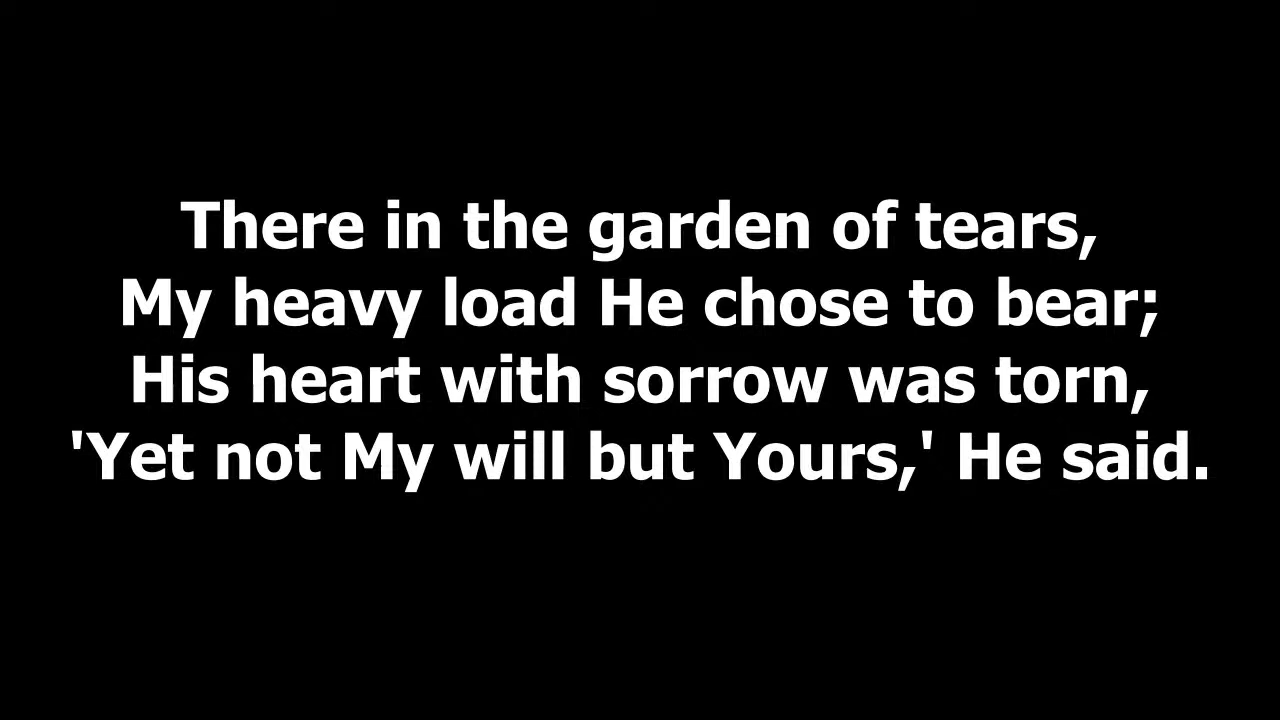 There in the garden of tears,
My heavy load He chose to bear;
His heart with sorrow was torn,
'Yet not My will but Yours,' He said.